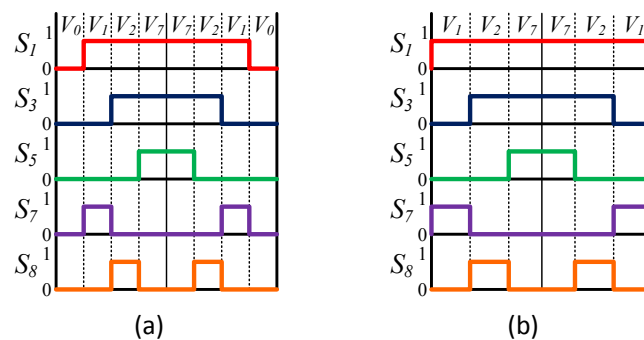 V0 V1 V2 V7 V7 V2 V1 V0
S1 1 0
S3 1 0
S5 1 0
S7 1 0
S8 1 0
(a)
V1 V2 V7 V7 V2 V1
S1 1 0
S3 1 0
S5 1 0
S7 1 0
S8 1 0
(b)